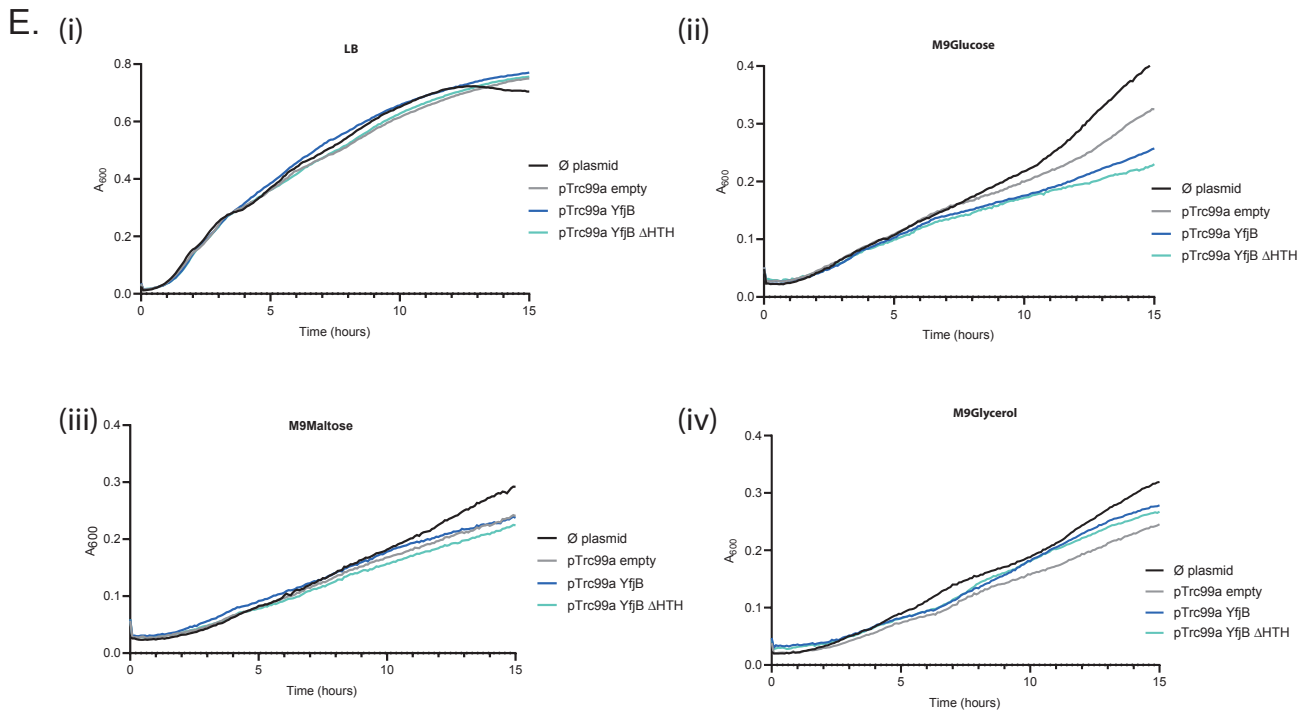 E.
(i)
LB
0.8
0.6
0.4
0.2
0.0
A600
0
5
10
15
Time (hours)
Ø plasmid
pTrc99a empty
pTrc99a YfjB
pTrc99a YfjB ΔHTH
(ii)
M9Glucose
0.4
0.3
0.2
0.1
0.0
A600
0
5
10
15
Time (hours)
Ø plasmid
pTrc99a empty
pTrc99a YfjB
pTrc99a YfjB ΔHTH
(iii)
M9Maltose
0.4
0.3
0.2
0.1
0.0
A600
0
5
10
15
Time (hours)
Ø plasmid
pTrc99a empty
pTrc99a YfjB
pTrc99a YfjB ΔHTH
(iv)
M9Glycerol
0.4
0.3
0.2
0.1
0.0
A600
0
5
10
15
Time (hours)
Ø plasmid
pTrc99a empty
pTrc99a YfjB
pTrc99a YfjB ΔHTH